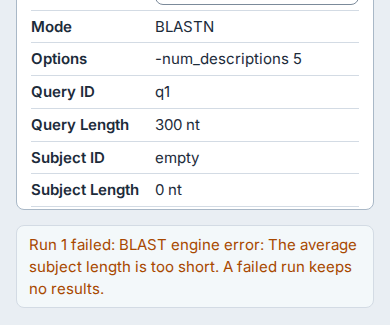 Mode BLASTN
Options -num_descriptions 5
Query ID q1
Query Length 300 nt
Subject ID empty
Subject Length 0 nt
Run 1 failed: BLAST engine error: The average
subject length is too short. A failed run keeps
no results.